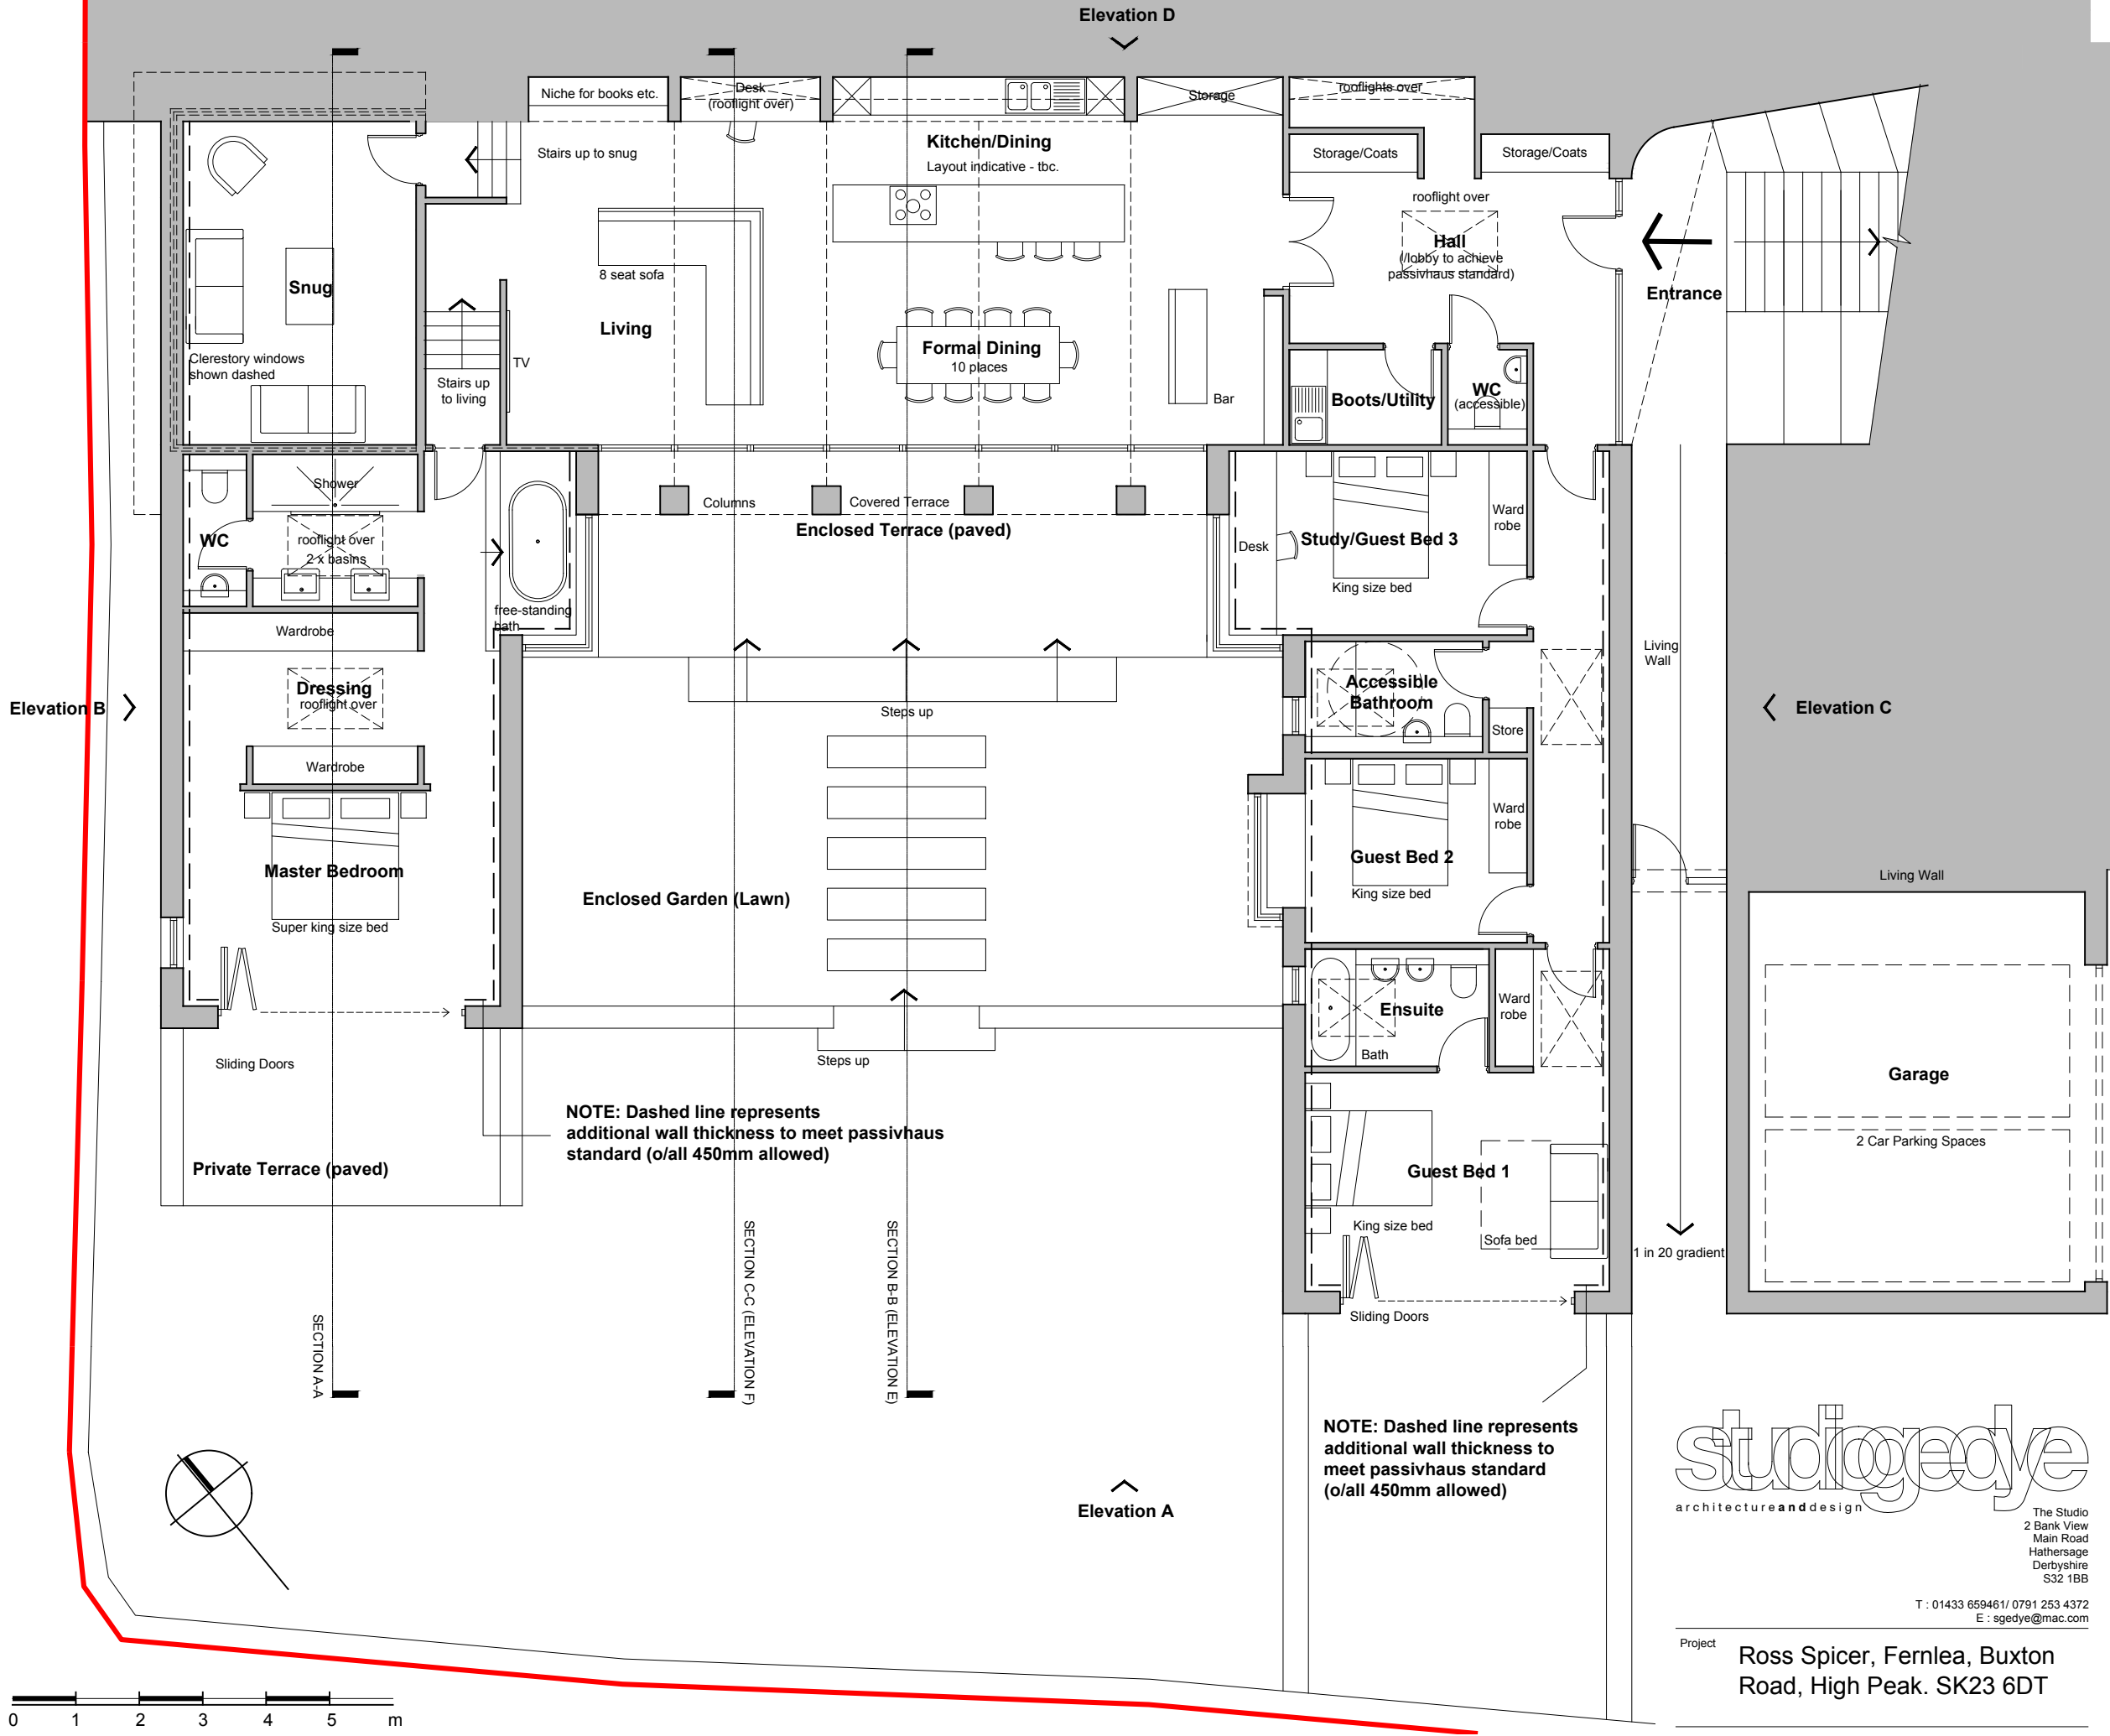 Elevation D
Niche for books etc.
Desk
(rooflight over)
Storage
rooflights over
Stairs up to snug
Kitchen/Dining
Layout indicative - tbc.
Storage/Coats
Storage/Coats
rooflight over
Hall
(/lobby to achieve
passivhaus standard)
Entrance
Snug
8 seat sofa
Living
Formal Dining
10 places
Clerestory windows
shown dashed
TV
Stairs up
to living
Bar
Boots/Utility
WC
(accessible)
Shower
WC
rooflight over
2 x basins
Columns
Covered Terrace
Enclosed Terrace (paved)
Desk
Study/Guest Bed 3
King size bed
Ward
robe
free-standing
bath
Wardrobe
Living
Wall
Dressing
rooflight over
Elevation B
Steps up
Accessible
Bathroom
Store
Elevation C
Wardrobe
Master Bedroom
Super king size bed
Enclosed Garden (Lawn)
Guest Bed 2
King size bed
Ward
robe
Living Wall
Ensuite
Bath
Ward
robe
Sliding Doors
Steps up
Garage
2 Car Parking Spaces
NOTE: Dashed line represents
additional wall thickness to meet passivhaus
standard (o/all 450mm allowed)
Private Terrace (paved)
Guest Bed 1
King size bed
Sofa bed
1 in 20 gradient
Sliding Doors
SECTION A-A
SECTION C-C (ELEVATION F)
SECTION B-B (ELEVATION E)
NOTE: Dashed line represents
additional wall thickness to
meet passivhaus standard
(o/all 450mm allowed)
Elevation A
studiogedye
architectureanddesign
The Studio
2 Bank View
Main Road
Hathersage
Derbyshire
S32 1BB
T : 01433 659461/ 0791 253 4372
E : sgedye@mac.com
Project
Ross Spicer, Fernlea, Buxton
Road, High Peak. SK23 6DT
0 1 2 3 4 5 m